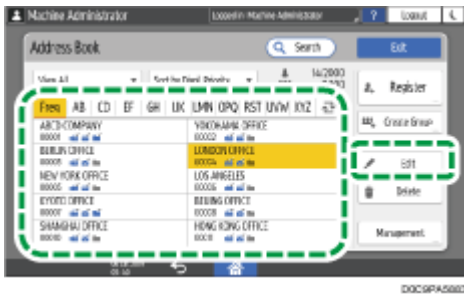 Machine Administrator
Logged in Machine Administrator
?
Logout
Address Book
Search
Exit
View All
Sort by Dest. Priority
14/2000
Register
Freq. AB CD EF GH IJK LMN OPQ RST UVW XYZ
ABCD COMPANY
YOKOHAMA OFFICE
Create Group
00001
00002
BERLIN OFFICE
LONDON OFFICE
00003
00004
Edit
NEW YORK OFFICE
LOS ANGELES
00005
00006
Delete
KYOTO OFFICE
BEIJING OFFICE
00007
00008
SHANGHAI OFFICE
HONG KONG OFFICE
Management
00010
D0C9PA5883